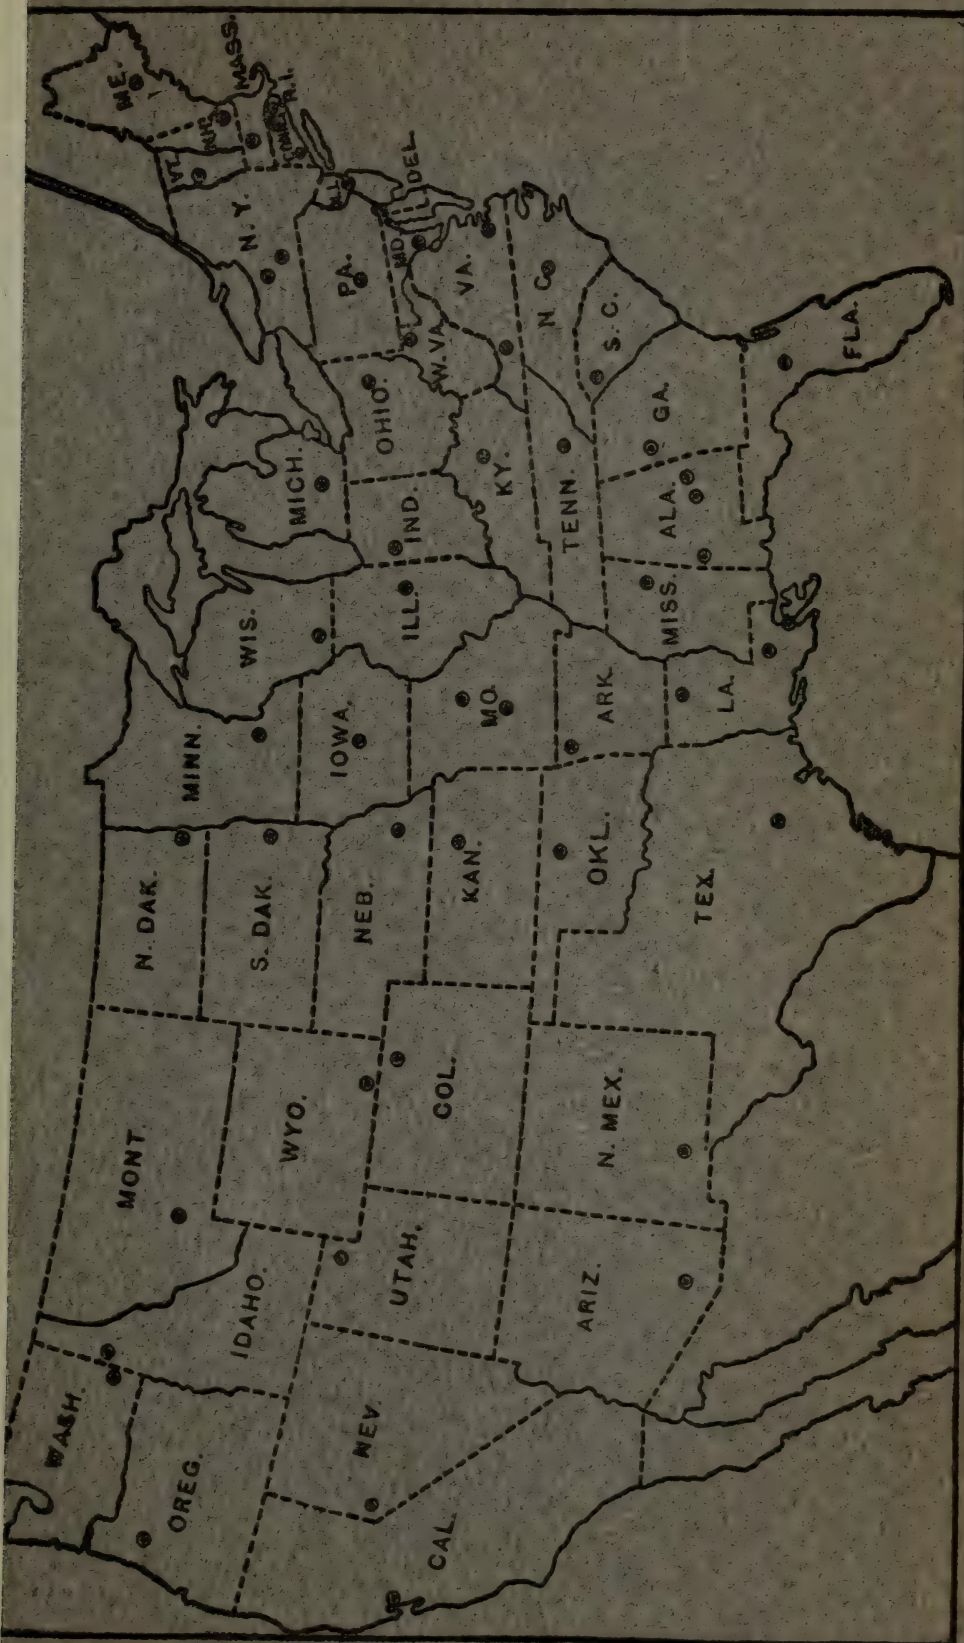 WASH.
OREG.
CAL.
NEV.
IDAHO.
MONT.
WYO.
UTAH.
COL.
ARIZ.
N. MEX.
N. DAK.
S. DAK.
NEB.
KAN.
OKL.
TEX.
MINN.
IOWA.
MO.
ARK.
LA.
WIS.
ILL.
MICH.
IND.
OHIO.
KY.
TENN.
MISS.
ALA.
GA.
FLA.
S. C.
N. C.
VA.
W. VA.
MD.
DEL.
PA.
N. J.
N. Y.
VT.
N.H.
ME.
MASS.
R. I.
CONN.